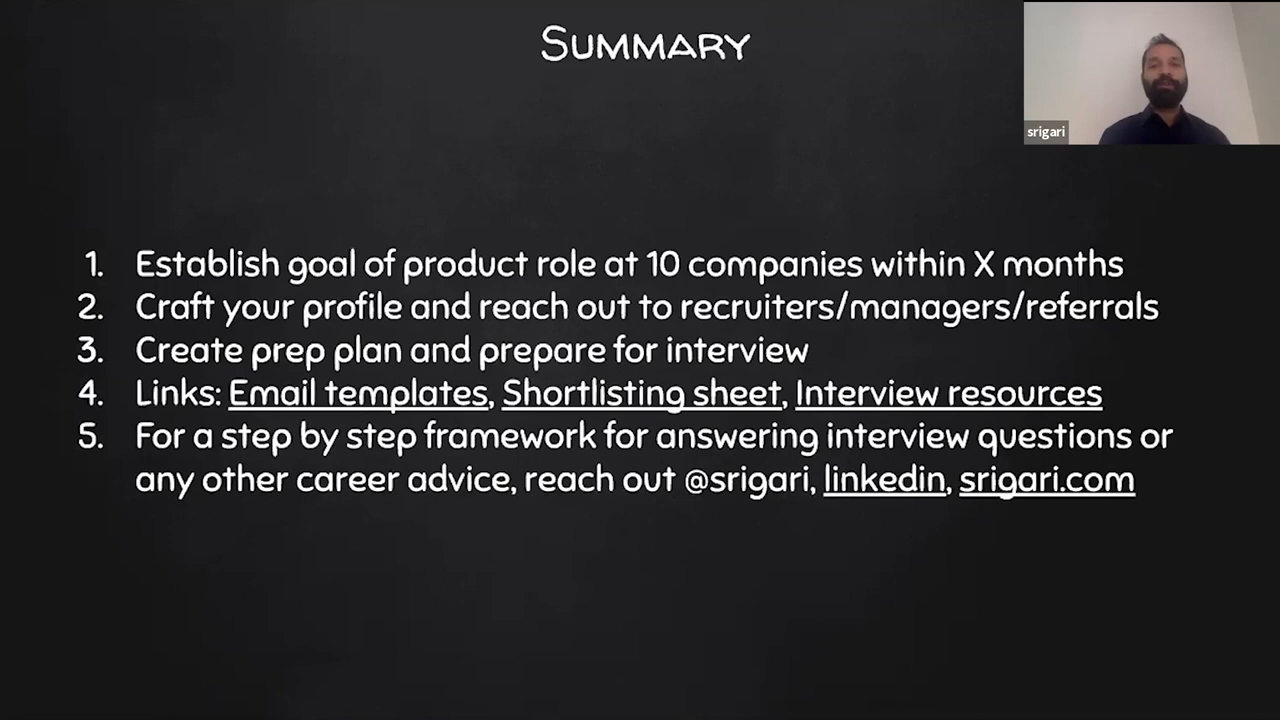 Summary
srigari
1. Establish goal of product role at 10 companies within X months
2. Craft your profile and reach out to recruiters/managers/referrals
3. Create prep plan and prepare for interview
4. Links: Email templates, Shortlisting sheet, Interview resources
5. For a step by step framework for answering interview questions or
any other career advice, reach out @srigari, linkedin, srigari.com